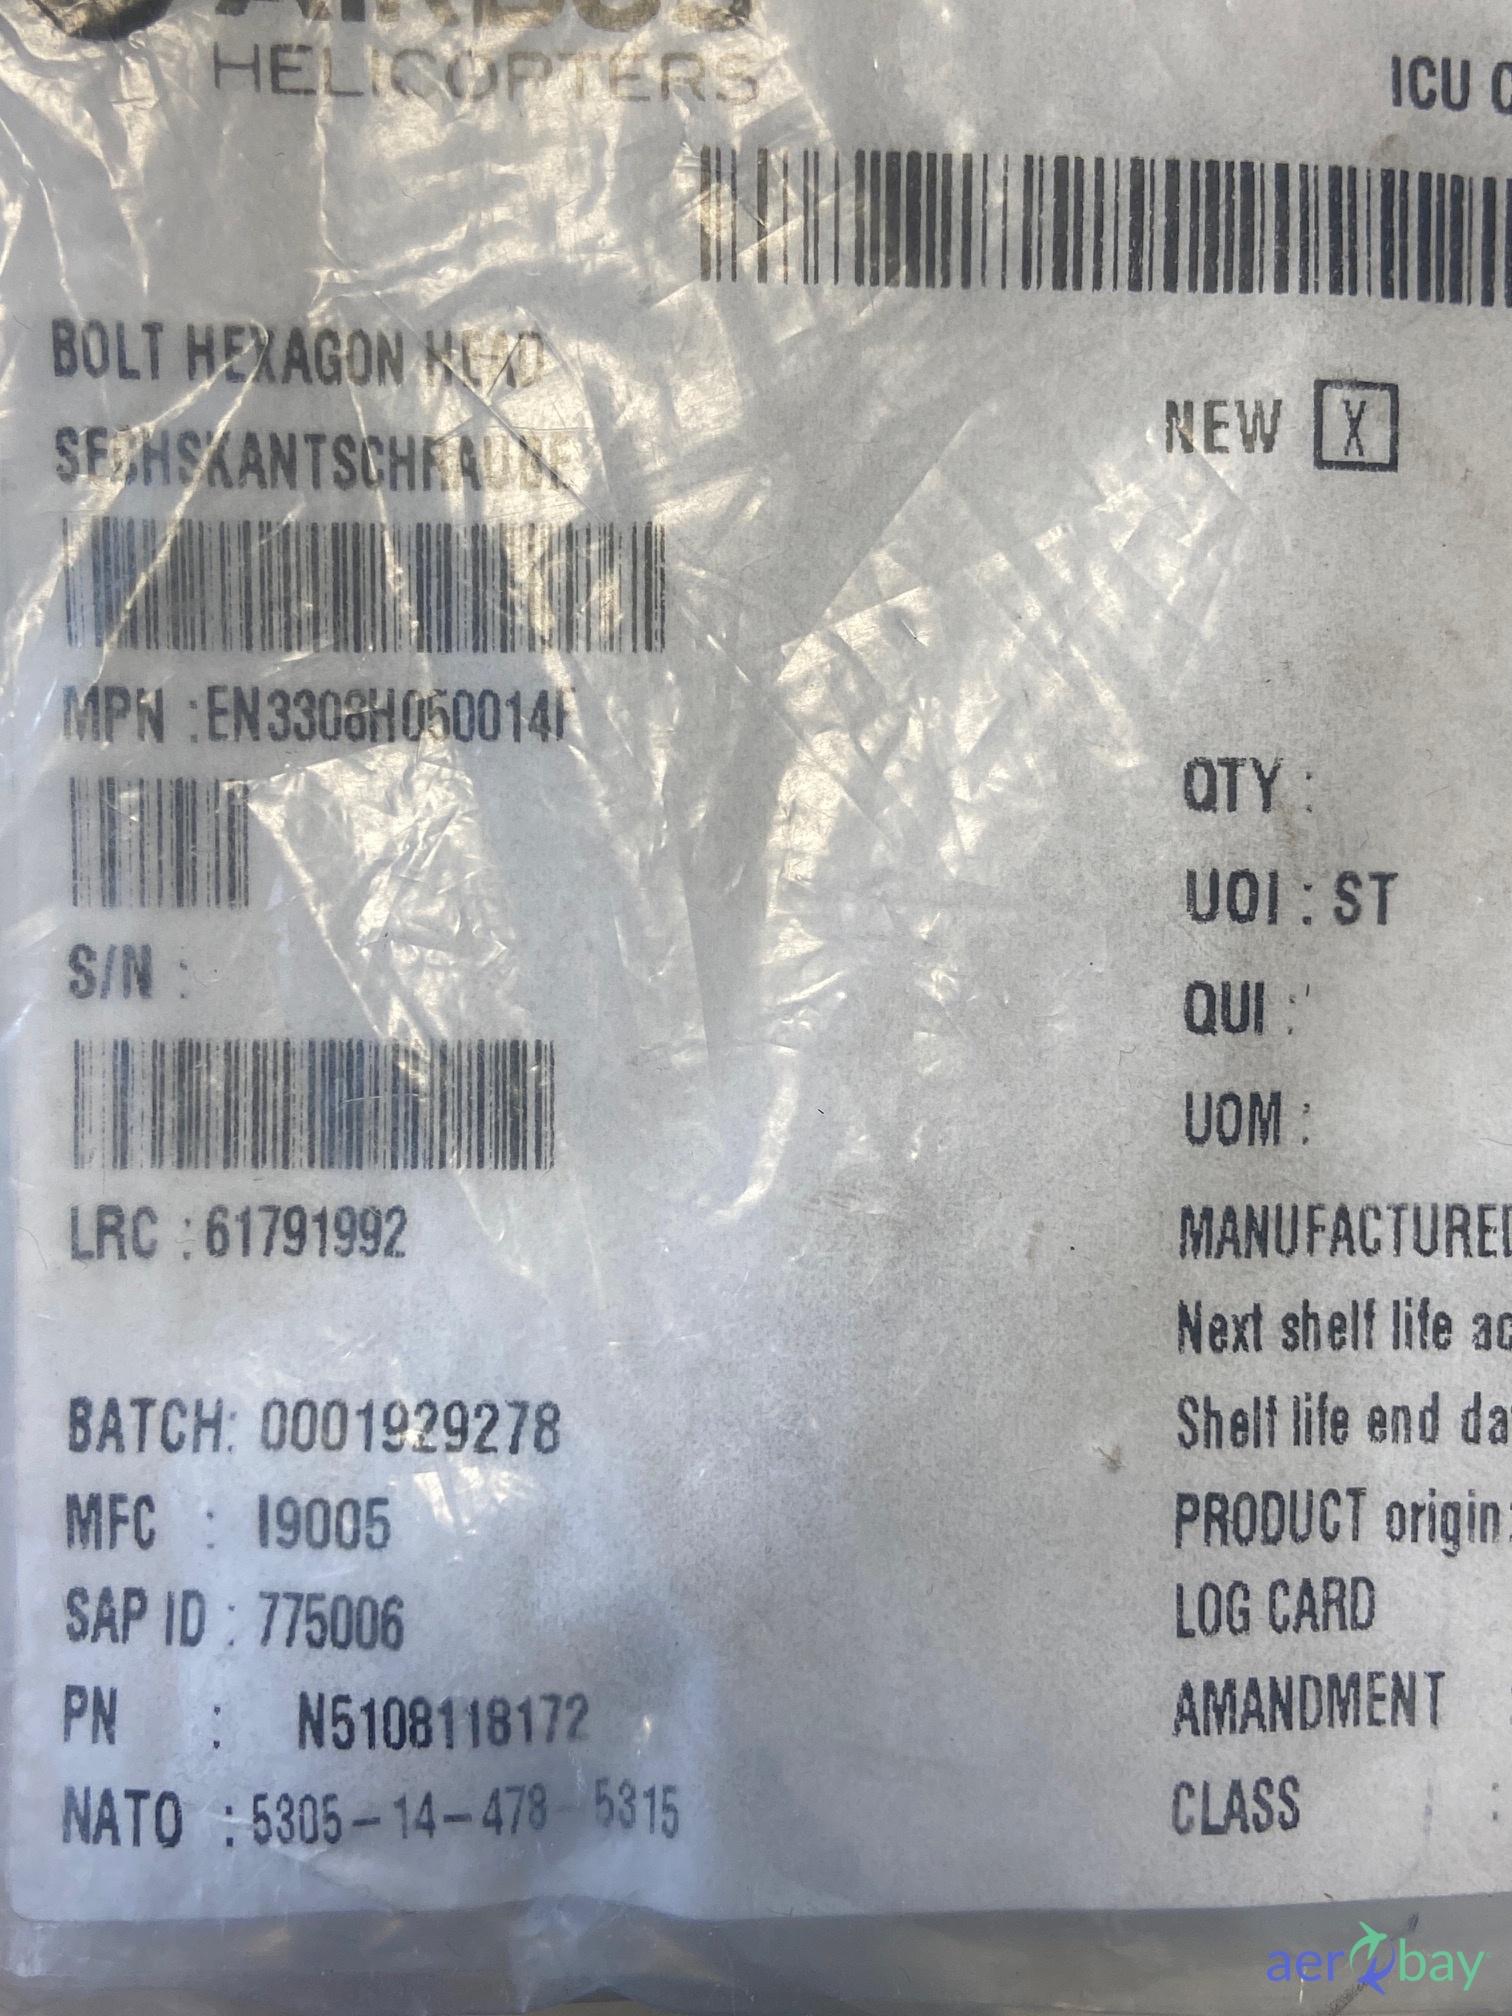 AIRBUS
HELICOPTERS
ICU
BOLT HEXAGON HEAD
SECHSKANTSCHRAUBE
NEW X
MPN : EN3308H050014F
QTY :
UOI : ST
S/N :
QUI :
UOM :
LRC : 61791992
MANUFACTURED
Next shelf life
Shelf life end
BATCH: 0001929278
MFC : I9005
PRODUCT origin:
SAP ID : 775006
LOG CARD
PN : N5108118172
AMANDMENT :
NATO : 5305-14-478-5315
CLASS :
aerobay